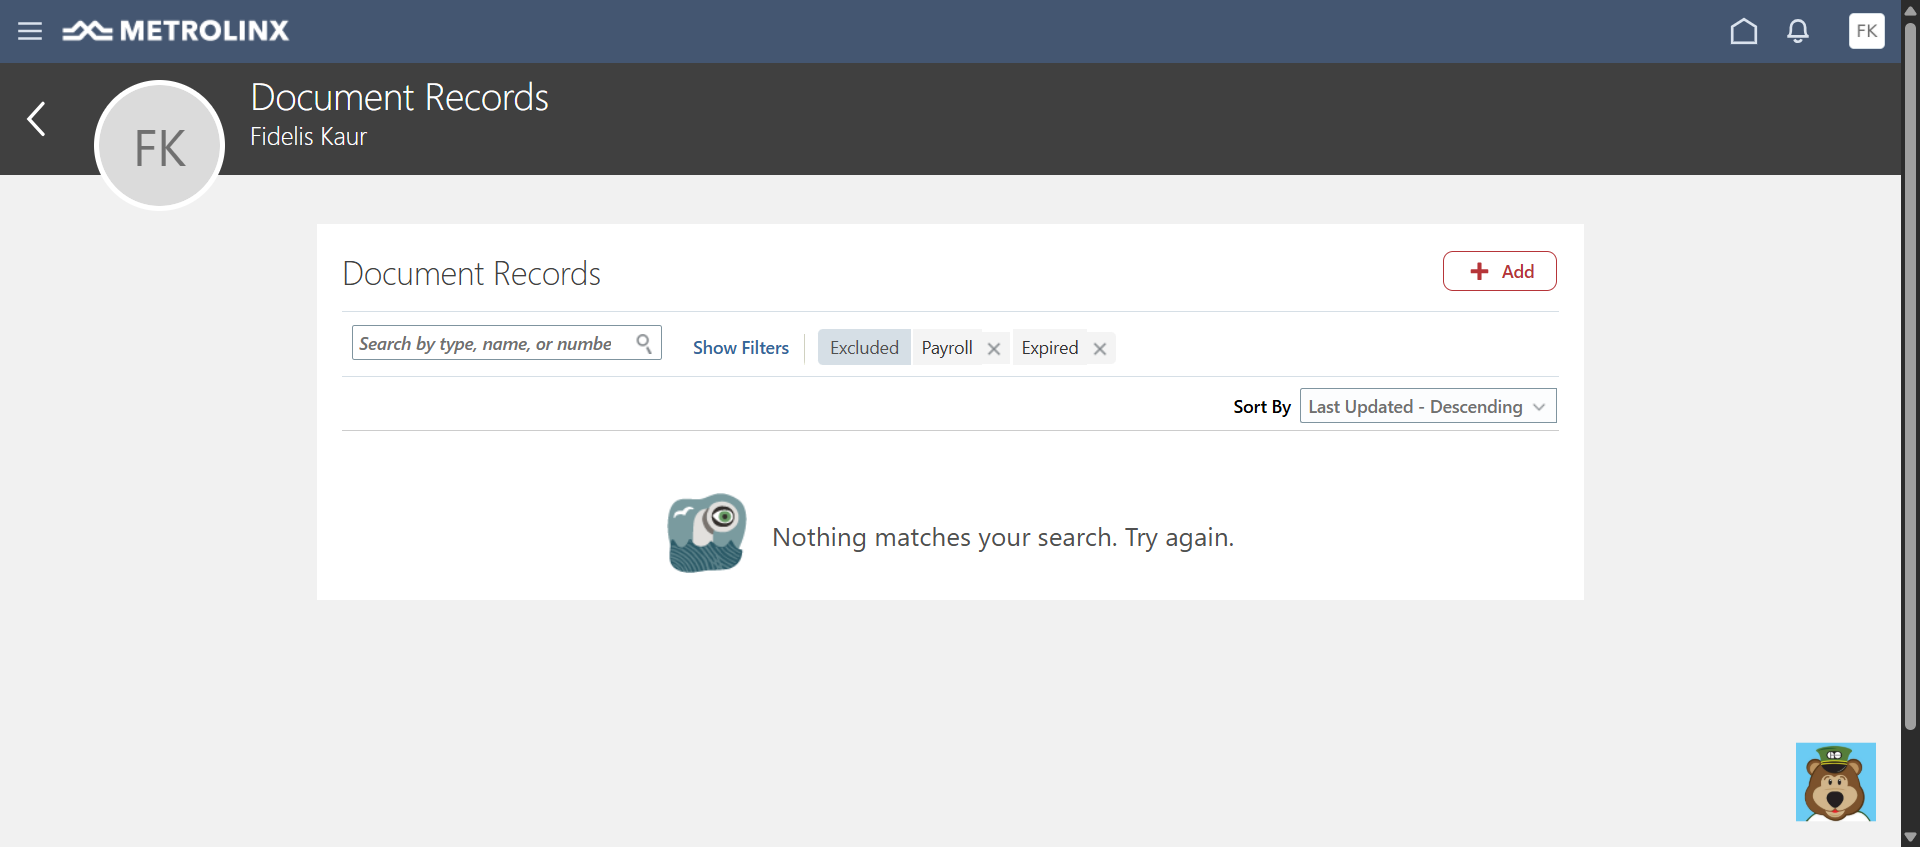 METROLINX
FK
Document Records
Fidelis Kaur
FK
Document Records
Add
Search by type, name, or numbe
Show Filters
Excluded
Payroll
Expired
Sort By
Last Updated - Descending
Nothing matches your search. Try again.